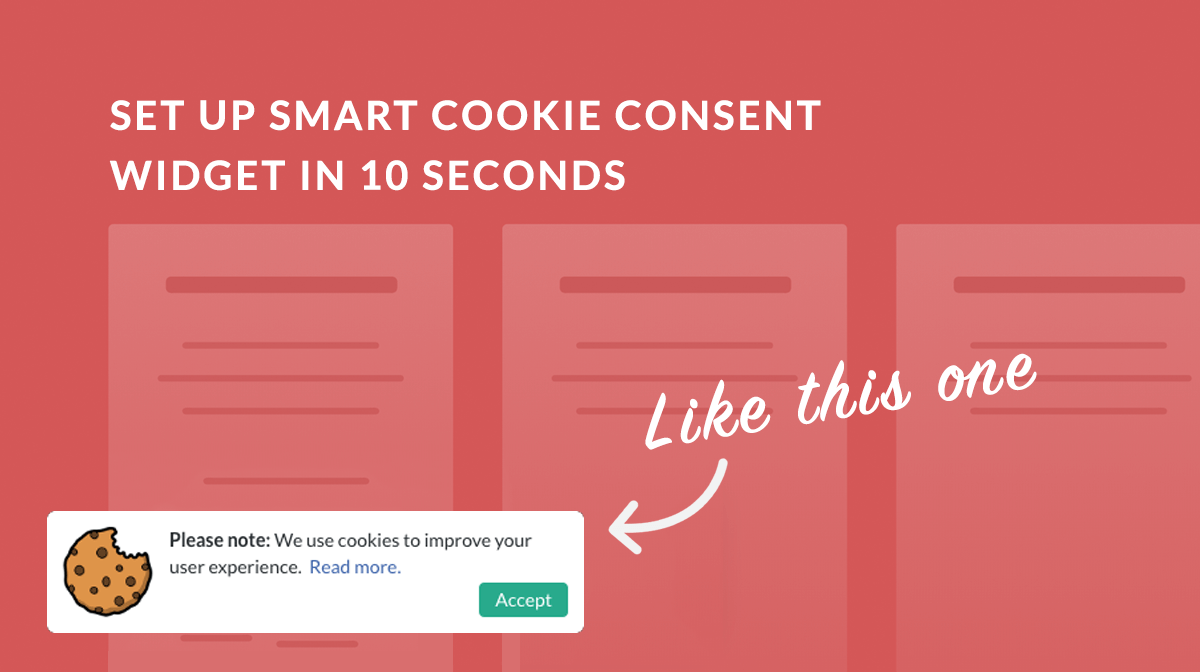 SET UP SMART COOKIE CONSENT
WIDGET IN 10 SECONDS
Like this one
Please note: We use cookies to improve your
user experience. Read more.
Accept